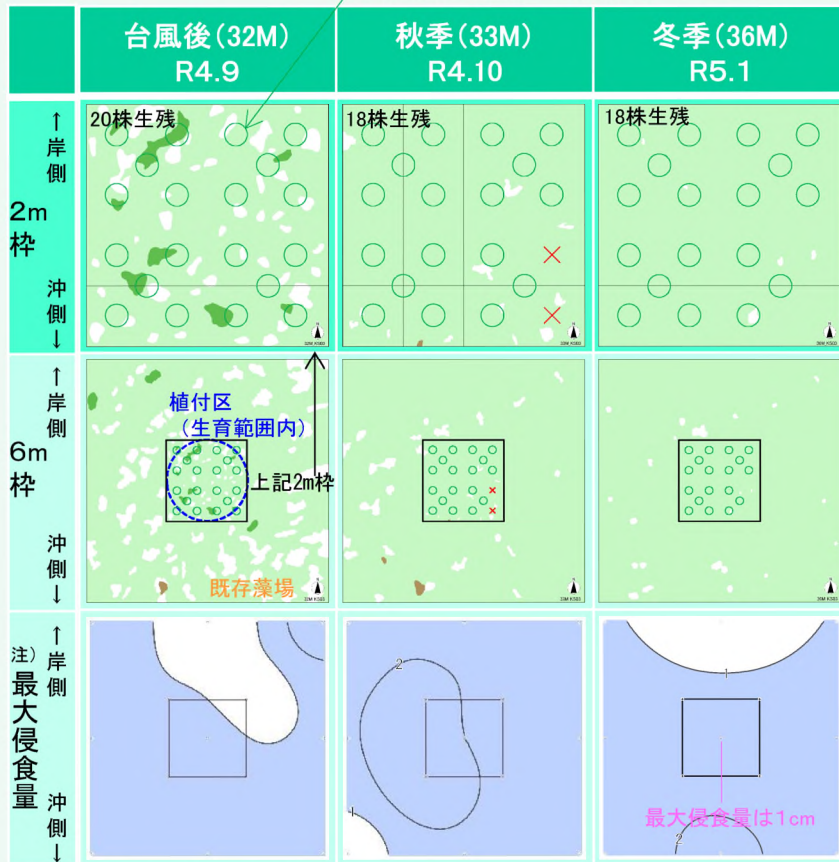 台風後(32M)
R4.9
秋季(33M)
R4.10
冬季(36M)
R5.1
↑
岸
側
2m
枠
沖
側
↓
20株生残
18株生残
18株生残
↑
岸
側
6m
枠
沖
側
↓
植付区
(生育範囲内)
上記2m枠
既存藻場
注)
↑
岸
側
最
大
侵
食
量
沖
側
↓
2
1
1
2
最大侵食量は1cm